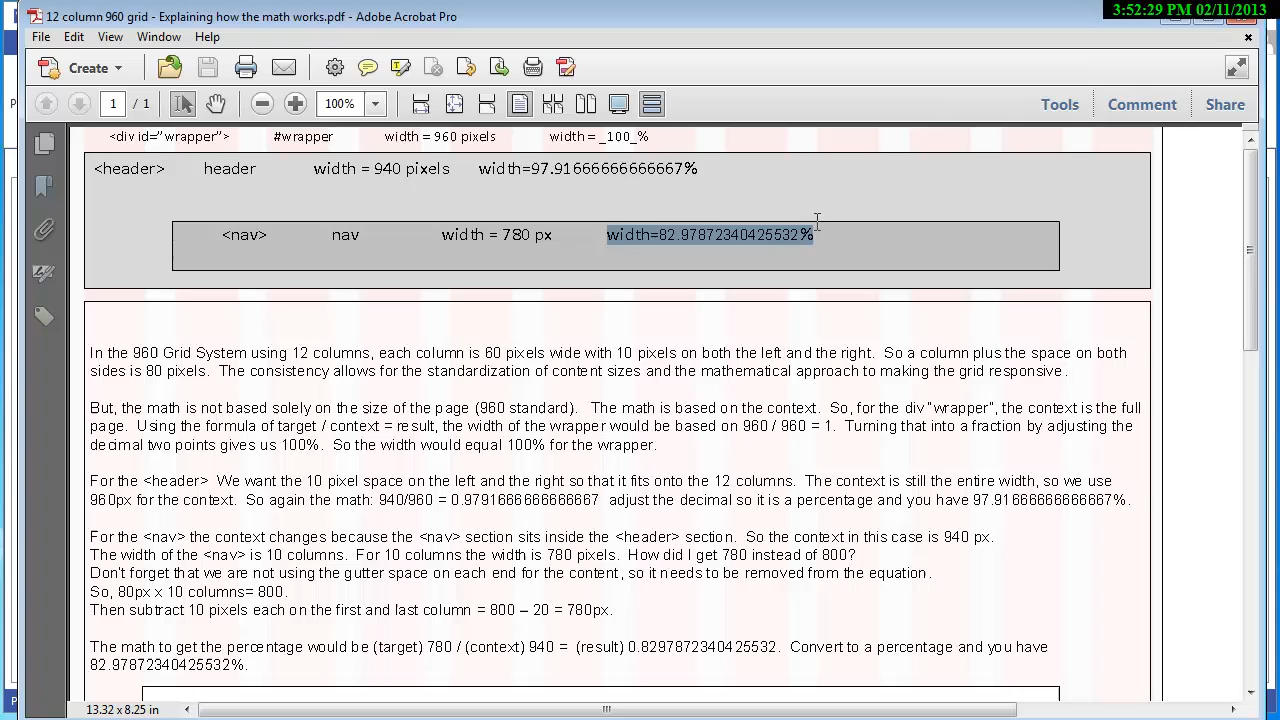 12 column 960 grid - Explaining how the math works.pdf - Adobe Acrobat
3:52:29 PM 02/11/2013
File Edit View Window Help
Create
1 / 1 100% Tools Comment Share
<div id="wrapper"> #wrapper width = 960 pixels width = _100_%
<header> header width = 940 pixels width=97.91666666666667%
<nav> nav width = 780 px width=82.97872340425532%
In the 960 Grid System using 12 columns, each column is 60 pixels wide with 10 pixels on both the left and the right. So a column plus the space on both
sides is 80 pixels. The consistency allows for the standardization of content sizes and the mathematical approach to making the grid responsive.
But, the math is not based solely on the size of the page (960 standard). The math is based on the context. So, for the div "wrapper", the context is the full
page. Using the formula of target / context = result, the width of the wrapper would be based on 960 / 960 = 1. Turning that into a fraction by adjusting the
decimal two points gives us 100%. So the width would equal 100% for the wrapper.
For the <header> We want the 10 pixel space on the left and the right so that it fits onto the 12 columns. The context is still the entire width, so we use
960px for the context. So again the math: 940/960 = 0.9791666666666667 adjust the decimal so it is a percentage and you have 97.91666666666667%.
For the <nav> the context changes because the <nav> section sits inside the <header> section. So the context in this case is 940 px.
The width of the <nav> is 10 columns. For 10 columns the width is 780 pixels. How did I get 780 instead of 800?
Don't forget that we are not using the gutter space on each end for the content, so it needs to be removed from the equation.
So, 80px x 10 columns= 800.
Then subtract 10 pixels each on the first and last column = 800 – 20 = 780px.
The math to get the percentage would be (target) 780 / (context) 940 = (result) 0.8297872340425532. Convert to a percentage and you have
82.97872340425532%.
13.32 x 8.25 in